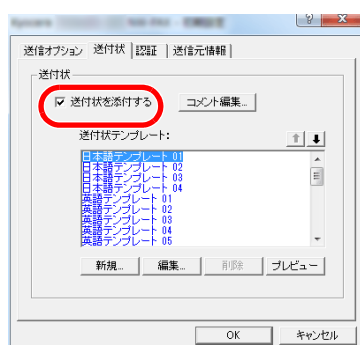 送信オプション 送付状 認証 送信元情報
送付状
送付状を添付する コメント編集...
送付状テンプレート:
日本語テンプレート 01
日本語テンプレート 02
日本語テンプレート 03
日本語テンプレート 04
英語テンプレート 01
英語テンプレート 02
英語テンプレート 03
英語テンプレート 04
英語テンプレート 05
新規... 編集... 削除 プレビュー
OK キャンセル